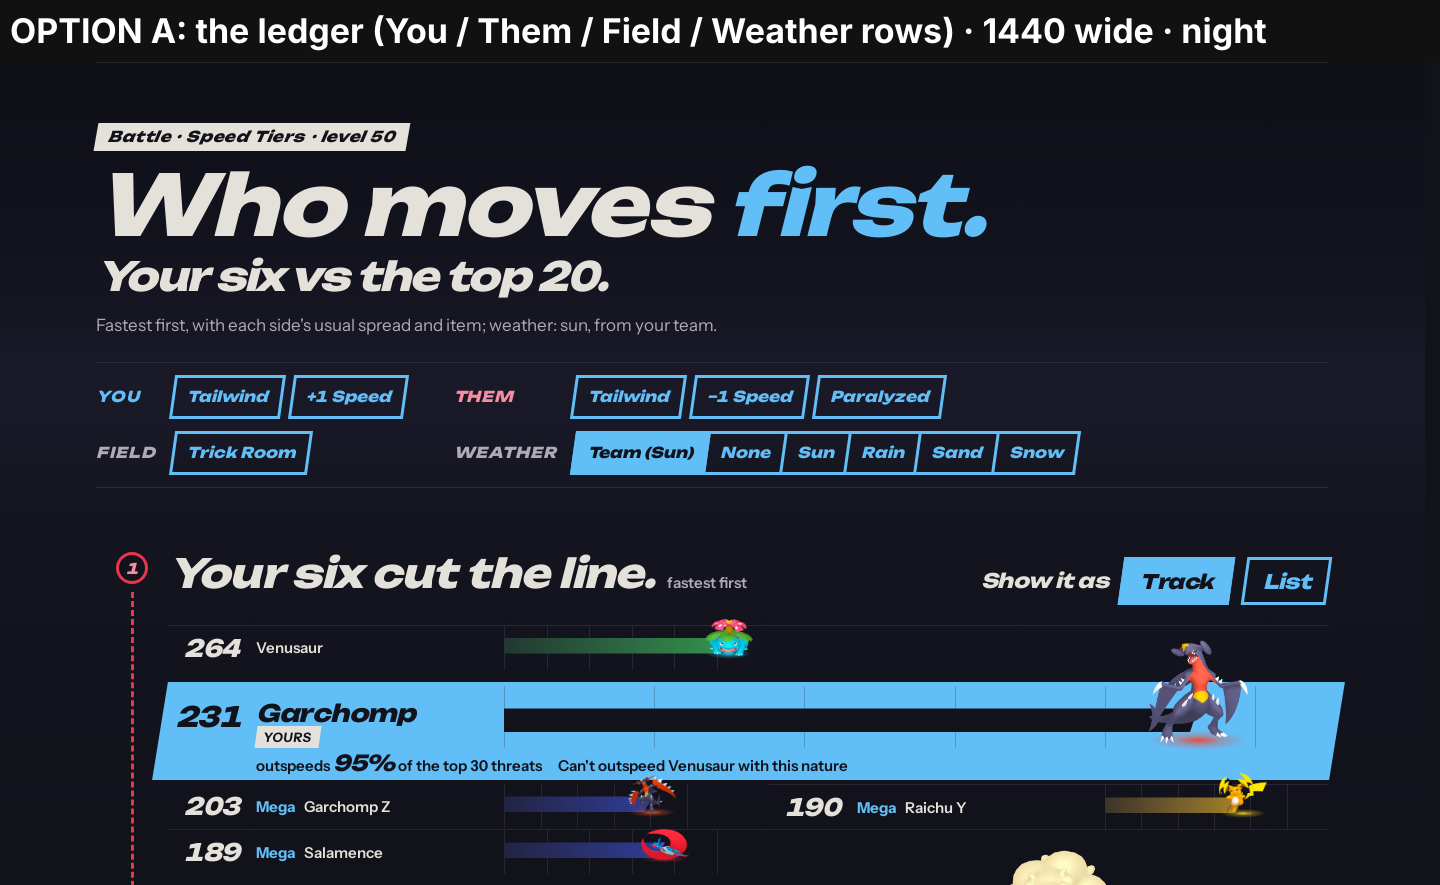 OPTION A: the ledger (You / Them / Field / Weather rows) · 1440 wide · night
Battle · Speed Tiers · level 50
Who moves first.
Your six vs the top 20.
Fastest first, with each side's usual spread and item; weather: sun, from your team.
YOU Tailwind +1 Speed THEM Tailwind −1 Speed Paralyzed
FIELD Trick Room WEATHER Team (Sun) None Sun Rain Sand Snow
1 Your six cut the line. fastest first Show it as Track List
264 Venusaur
231 Garchomp
YOURS
outspeeds 95% of the top 30 threats Can't outspeed Venusaur with this nature
203 Mega Garchomp Z 190 Mega Raichu Y
189 Mega Salamence